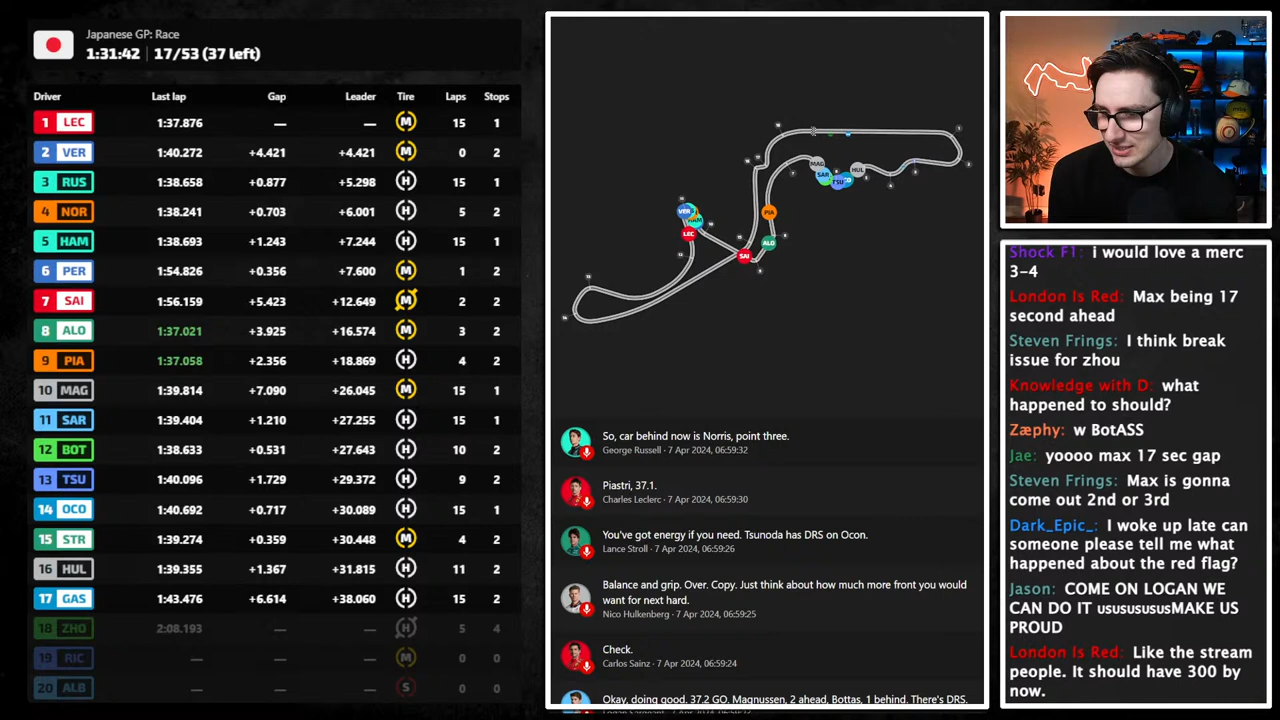 Japanese GP: Race
1:31:42 17/53 (37 left)
Driver Last lap Gap Leader Tire Laps Stops
1 LEC 1:37.876 — — M 15 1
2 VER 1:40.272 +4.421 +4.421 M 0 2
3 RUS 1:38.658 +0.877 +5.298 H 15 1
4 NOR 1:38.241 +0.703 +6.001 H 5 2
5 HAM 1:38.693 +1.243 +7.244 H 15 1
6 PER 1:54.826 +0.356 +7.600 M 1 2
7 SAI 1:56.159 +5.423 +12.649 M 2 2
8 ALO 1:37.021 +3.925 +16.574 M 3 2
9 PIA 1:37.058 +2.356 +18.869 H 4 2
10 MAG 1:39.814 +7.090 +26.045 M 15 1
11 SAR 1:39.404 +1.210 +27.255 H 15 1
12 BOT 1:38.633 +0.531 +27.643 H 10 2
13 TSU 1:40.096 +1.729 +29.372 H 9 2
14 OCO 1:40.692 +0.717 +30.089 H 15 1
15 STR 1:39.274 +0.359 +30.448 M 4 2
16 HUL 1:39.355 +1.367 +31.815 H 11 2
17 GAS 1:43.476 +6.614 +38.060 H 15 2
18 ZHO 2:08.193 — — H 5 4
19 RIC — — — M 0 0
20 ALB — — — S 0 0
MAG
SAR
TSU
HUL
VER
HAM
LEC
PIA
ALO
SAI
So, car behind now is Norris, point three.
George Russell • 7 Apr 2024, 06:59:32
Piastri, 37.1.
Charles Leclerc • 7 Apr 2024, 06:59:30
You've got energy if you need. Tsunoda has DRS on Ocon.
Lance Stroll • 7 Apr 2024, 06:59:26
Balance and grip. Over. Copy. Just think about how much more front you would
want for next hard.
Nico Hulkenberg • 7 Apr 2024, 06:59:25
Check.
Carlos Sainz • 7 Apr 2024, 06:59:24
Okay, doing good. 37.2 GO. Magnussen, 2 ahead, Bottas, 1 behind. There's DRS.
Shock F1: i would love a merc
3-4
London Is Red: Max being 17
second ahead
Steven Frings: I think break
issue for zhou
Knowledge with D: what
happened to should?
Zæphy: w BotASS
Jae: yoooo max 17 sec gap
Steven Frings: Max is gonna
come out 2nd or 3rd
Dark_Epic_: I woke up late can
someone please tell me what
happened about the red flag?
Jason: COME ON LOGAN WE
CAN DO IT ususususMAKE US
PROUD
London Is Red: Like the stream
people. It should have 300 by
now.